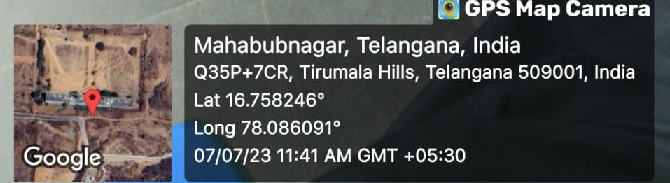 GPS Map Camera
Mahabubnagar, Telangana, India
Q35P+7CR, Tirumala Hills, Telangana 509001, India
Lat 16.758246°
Long 78.086091°
07/07/23 11:41 AM GMT +05:30
Google